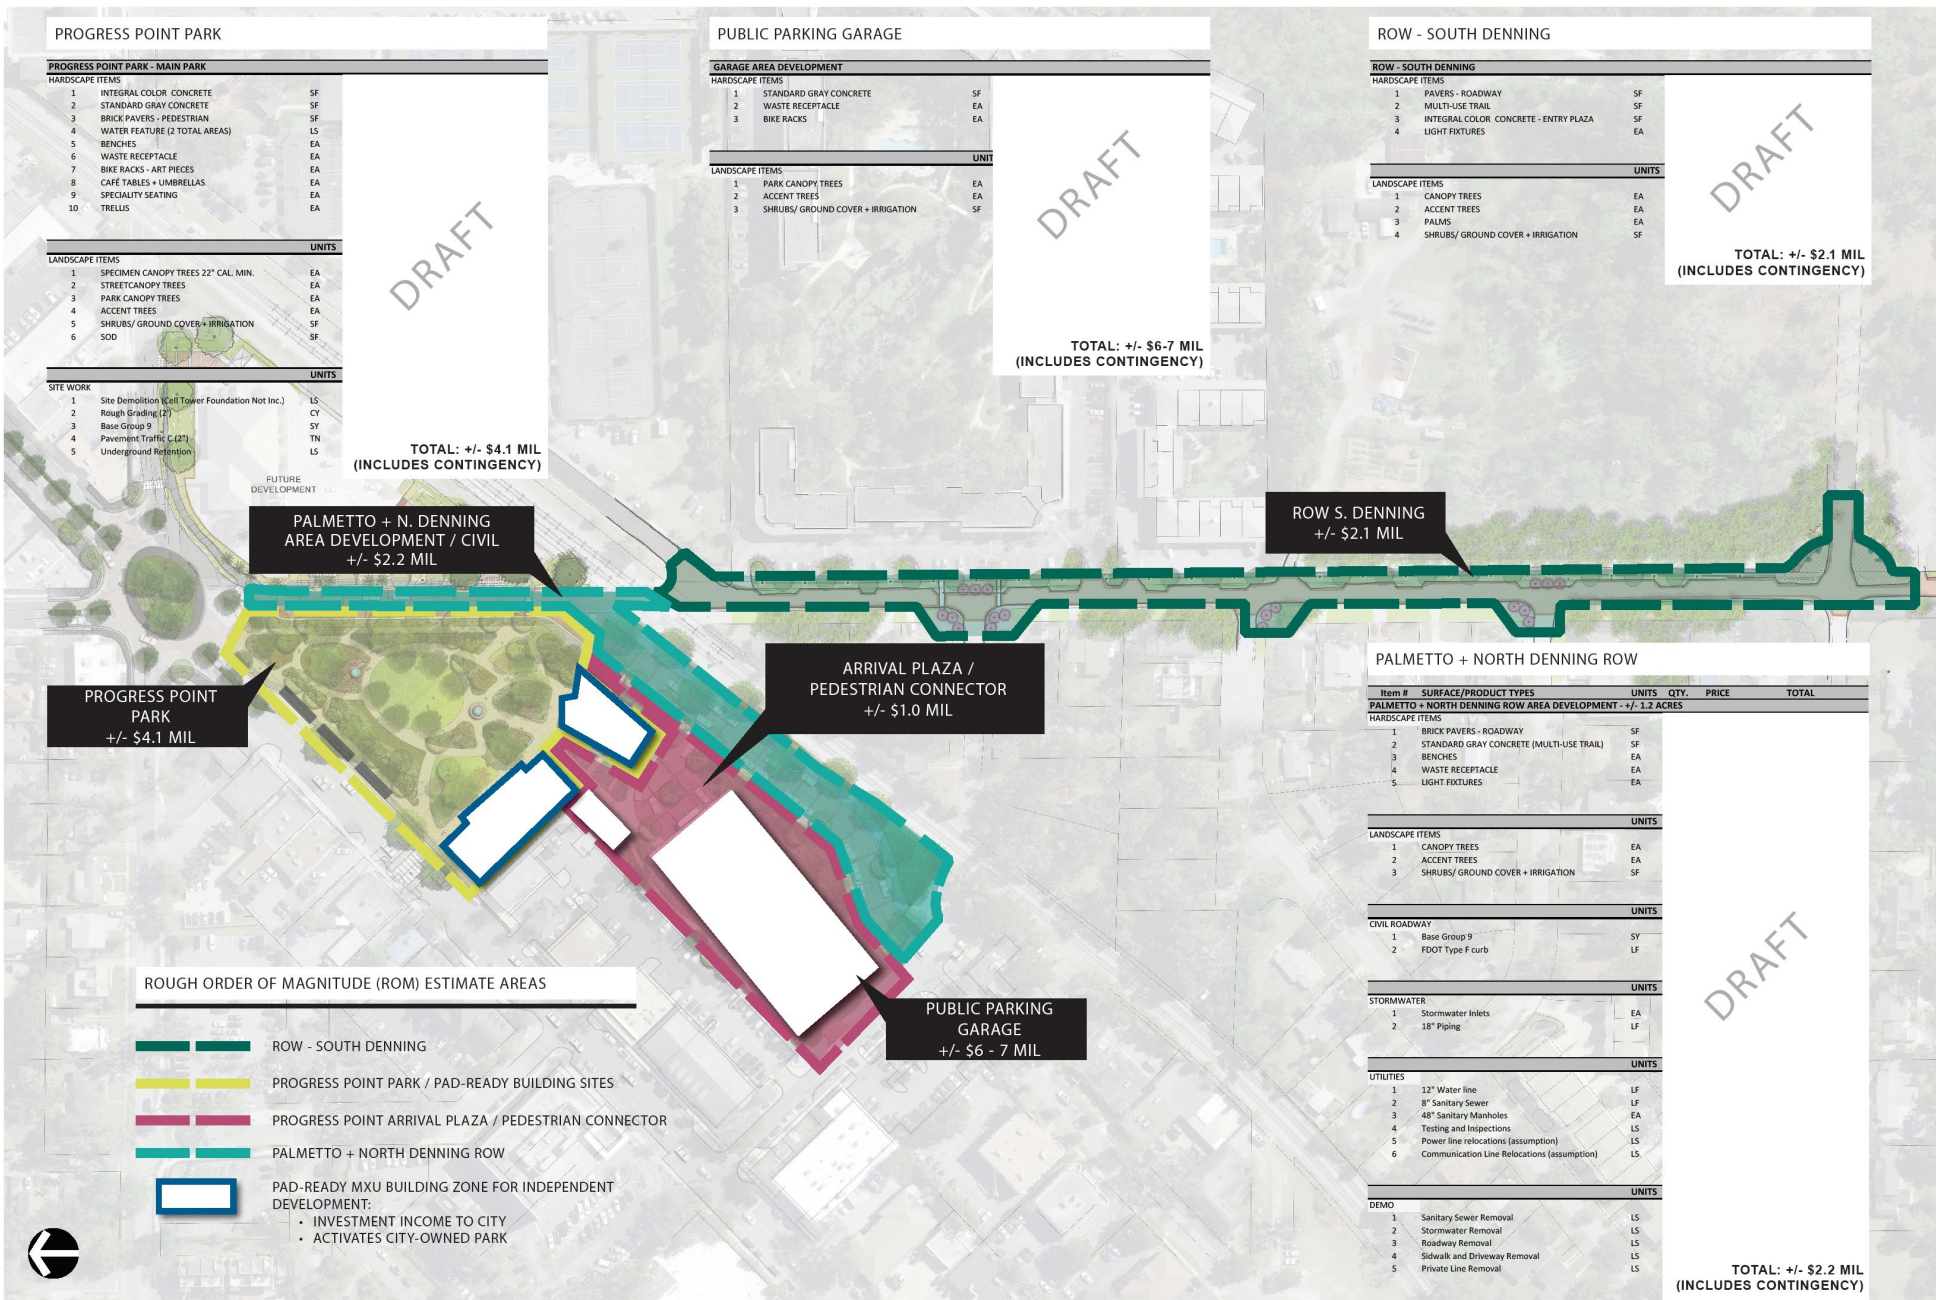 PROGRESS POINT PARK
PROGRESS POINT PARK - MAIN PARK
HARDSCAPE ITEMS
1 INTEGRAL COLOR CONCRETE SF
2 STANDARD GRAY CONCRETE SF
3 BRICK PAVERS - PEDESTRIAN SF
4 WATER FEATURE (2 TOTAL AREAS) LS
5 BENCHES EA
6 WASTE RECEPTACLE EA
7 BIKE RACKS - ART PIECES EA
8 CAFÉ TABLES + UMBRELLAS EA
9 SPECIALITY SEATING EA
10 TRELLIS EA
UNITS
LANDSCAPE ITEMS
1 SPECIMEN CANOPY TREES 22" CAL. MIN. EA
2 STREETCANOPY TREES EA
3 PARK CANOPY TREES EA
4 ACCENT TREES EA
5 SHRUBS/ GROUND COVER + IRRIGATION SF
6 SOD SF
UNITS
SITE WORK
1 Site Demolition (Cell Tower Foundation Not Inc.) LS
2 Rough Grading (2') CY
3 Base Group 9 SY
4 Pavement Traffic C (2") TN
5 Underground Retention LS
DRAFT
TOTAL: +/- $4.1 MIL
(INCLUDES CONTINGENCY)
PUBLIC PARKING GARAGE
GARAGE AREA DEVELOPMENT
HARDSCAPE ITEMS
1 STANDARD GRAY CONCRETE SF
2 WASTE RECEPTACLE EA
3 BIKE RACKS EA
UNIT
LANDSCAPE ITEMS
1 PARK CANOPY TREES EA
2 ACCENT TREES EA
3 SHRUBS/ GROUND COVER + IRRIGATION SF
DRAFT
TOTAL: +/- $6-7 MIL
(INCLUDES CONTINGENCY)
ROW - SOUTH DENNING
ROW - SOUTH DENNING
HARDSCAPE ITEMS
1 PAVERS - ROADWAY SF
2 MULTI-USE TRAIL SF
3 INTEGRAL COLOR CONCRETE - ENTRY PLAZA SF
4 LIGHT FIXTURES EA
UNITS
LANDSCAPE ITEMS
1 CANOPY TREES EA
2 ACCENT TREES EA
3 PALMS EA
4 SHRUBS/ GROUND COVER + IRRIGATION SF
DRAFT
TOTAL: +/- $2.1 MIL
(INCLUDES CONTINGENCY)
FUTURE
DEVELOPMENT
PALMETTO + N. DENNING
AREA DEVELOPMENT / CIVIL
+/- $2.2 MIL
ROW S. DENNING
+/- $2.1 MIL
ARRIVAL PLAZA /
PEDESTRIAN CONNECTOR
+/- $1.0 MIL
PROGRESS POINT
PARK
+/- $4.1 MIL
PUBLIC PARKING
GARAGE
+/- $6 - 7 MIL
PALMETTO + NORTH DENNING ROW
Item # SURFACE/PRODUCT TYPES UNITS QTY. PRICE TOTAL
PALMETTO + NORTH DENNING ROW AREA DEVELOPMENT - +/- 1.2 ACRES
HARDSCAPE ITEMS
1 BRICK PAVERS - ROADWAY SF
2 STANDARD GRAY CONCRETE (MULTI-USE TRAIL) SF
3 BENCHES EA
4 WASTE RECEPTACLE EA
5 LIGHT FIXTURES EA
UNITS
LANDSCAPE ITEMS
1 CANOPY TREES EA
2 ACCENT TREES EA
3 SHRUBS/ GROUND COVER + IRRIGATION SF
UNITS
CIVIL ROADWAY
1 Base Group 9 SY
2 FDOT Type F curb LF
UNITS
STORMWATER
1 Stormwater Inlets EA
2 18" Piping LF
UNITS
UTILITIES
1 12" Water line LF
2 8" Sanitary Sewer LF
3 48" Sanitary Manholes EA
4 Testing and Inspections LS
5 Power line relocations (assumption) LS
6 Communication Line Relocations (assumption) LS
UNITS
DEMO
1 Sanitary Sewer Removal LS
2 Stormwater Removal LS
3 Roadway Removal LS
4 Sidwalk and Driveway Removal LS
5 Private Line Removal LS
DRAFT
TOTAL: +/- $2.2 MIL
(INCLUDES CONTINGENCY)
ROUGH ORDER OF MAGNITUDE (ROM) ESTIMATE AREAS
ROW - SOUTH DENNING
PROGRESS POINT PARK / PAD-READY BUILDING SITES
PROGRESS POINT ARRIVAL PLAZA / PEDESTRIAN CONNECTOR
PALMETTO + NORTH DENNING ROW
PAD-READY MXU BUILDING ZONE FOR INDEPENDENT
DEVELOPMENT:
• INVESTMENT INCOME TO CITY
• ACTIVATES CITY-OWNED PARK